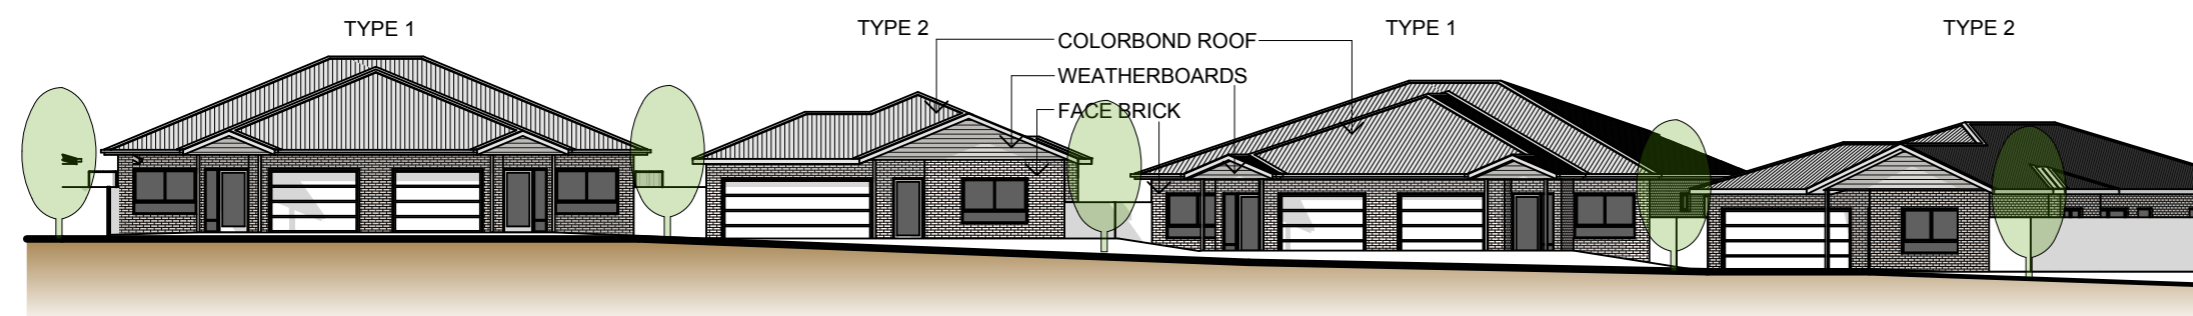 TYPE 1
TYPE 2
TYPE 1
TYPE 2
COLORBOND ROOF
WEATHERBOARDS
FACE BRICK